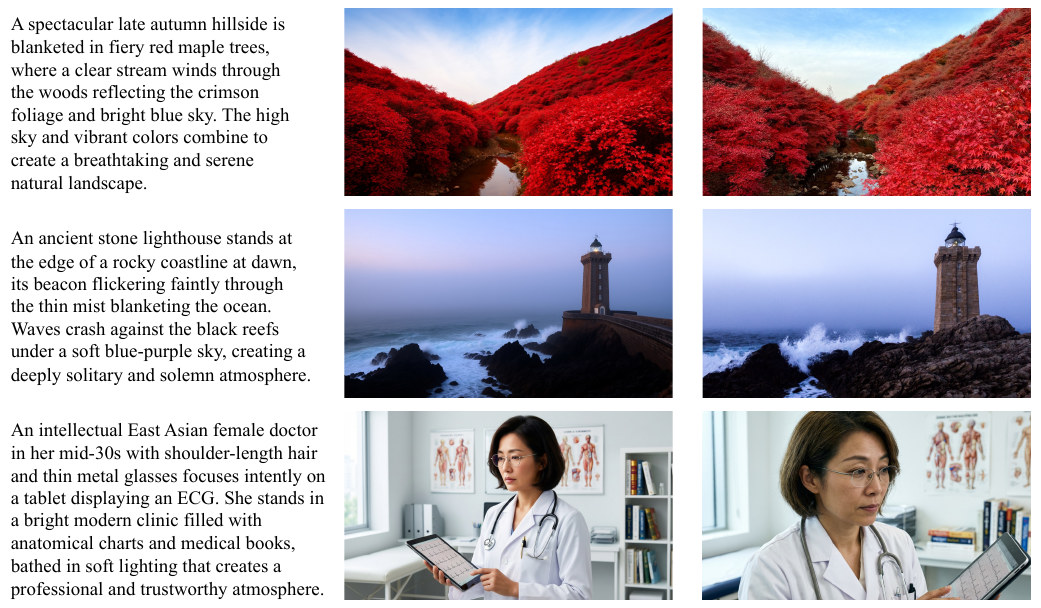 A spectacular late autumn hillside is
blanketed in fiery red maple trees,
where a clear stream winds through
the woods reflecting the crimson
foliage and bright blue sky. The high
sky and vibrant colors combine to
create a breathtaking and serene
natural landscape.
An ancient stone lighthouse stands at
the edge of a rocky coastline at dawn,
its beacon flickering faintly through
the thin mist blanketing the ocean.
Waves crash against the black reefs
under a soft blue-purple sky, creating a
deeply solitary and solemn atmosphere.
An intellectual East Asian female doctor
in her mid-30s with shoulder-length hair
and thin metal glasses focuses intently on
a tablet displaying an ECG. She stands in
a bright modern clinic filled with
anatomical charts and medical books,
bathed in soft lighting that creates a
professional and trustworthy atmosphere.